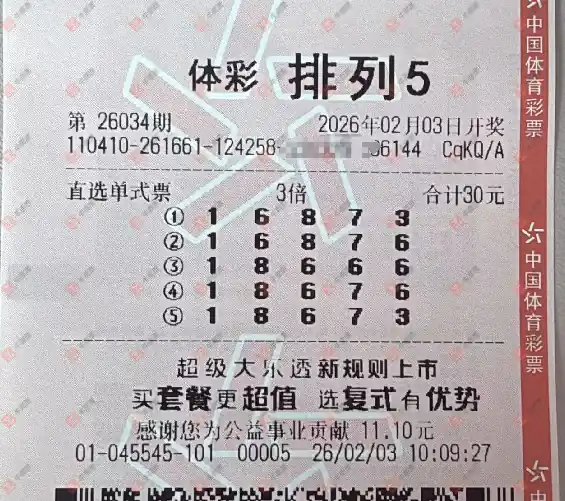 体彩 排列5
第 26034期 2026年02月03日开奖
110410-261661-124258- 06144 CqKQ/A
直选单式票 3倍 合计30元
① 1 6 8 7 3
② 1 6 8 7 6
③ 1 8 6 6 6
④ 1 8 6 7 6
⑤ 1 8 6 7 3
超级大乐透新规则上市
买套餐更超值 选复式有优势
感谢您为公益事业贡献 11.10元
01-045545-101 00005 26/02/03 10:09:27
中国体育彩票
中国体育彩票
中